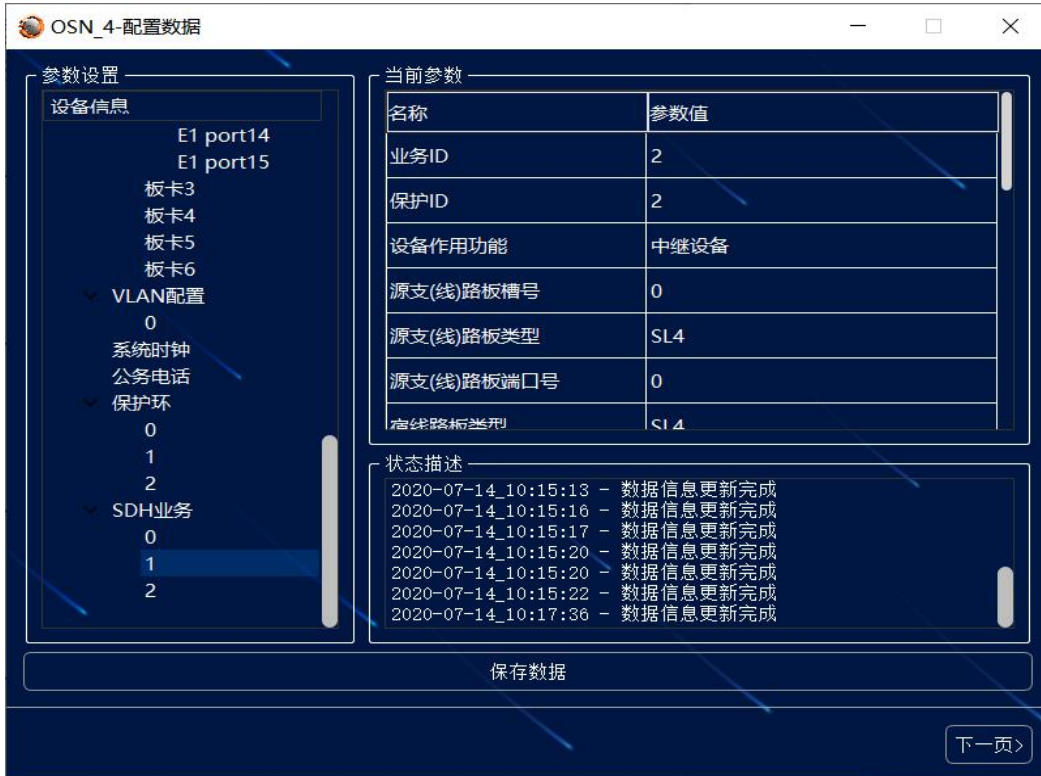 OSN_4-配置数据
参数设置
设备信息
E1 port14
E1 port15
板卡3
板卡4
板卡5
板卡6
VLAN配置
0
系统时钟
公务电话
保护环
0
1
2
SDH业务
0
1
2
当前参数
名称 参数值
业务ID 2
保护ID 2
设备作用功能 中继设备
源支(线)路板槽号 0
源支(线)路板类型 SL4
源支(线)路板端口号 0
宿线路板类型 SL4
状态描述
2020-07-14_10:15:13 - 数据信息更新完成
2020-07-14_10:15:16 - 数据信息更新完成
2020-07-14_10:15:17 - 数据信息更新完成
2020-07-14_10:15:20 - 数据信息更新完成
2020-07-14_10:15:20 - 数据信息更新完成
2020-07-14_10:15:22 - 数据信息更新完成
2020-07-14_10:17:36 - 数据信息更新完成
保存数据
下一页>